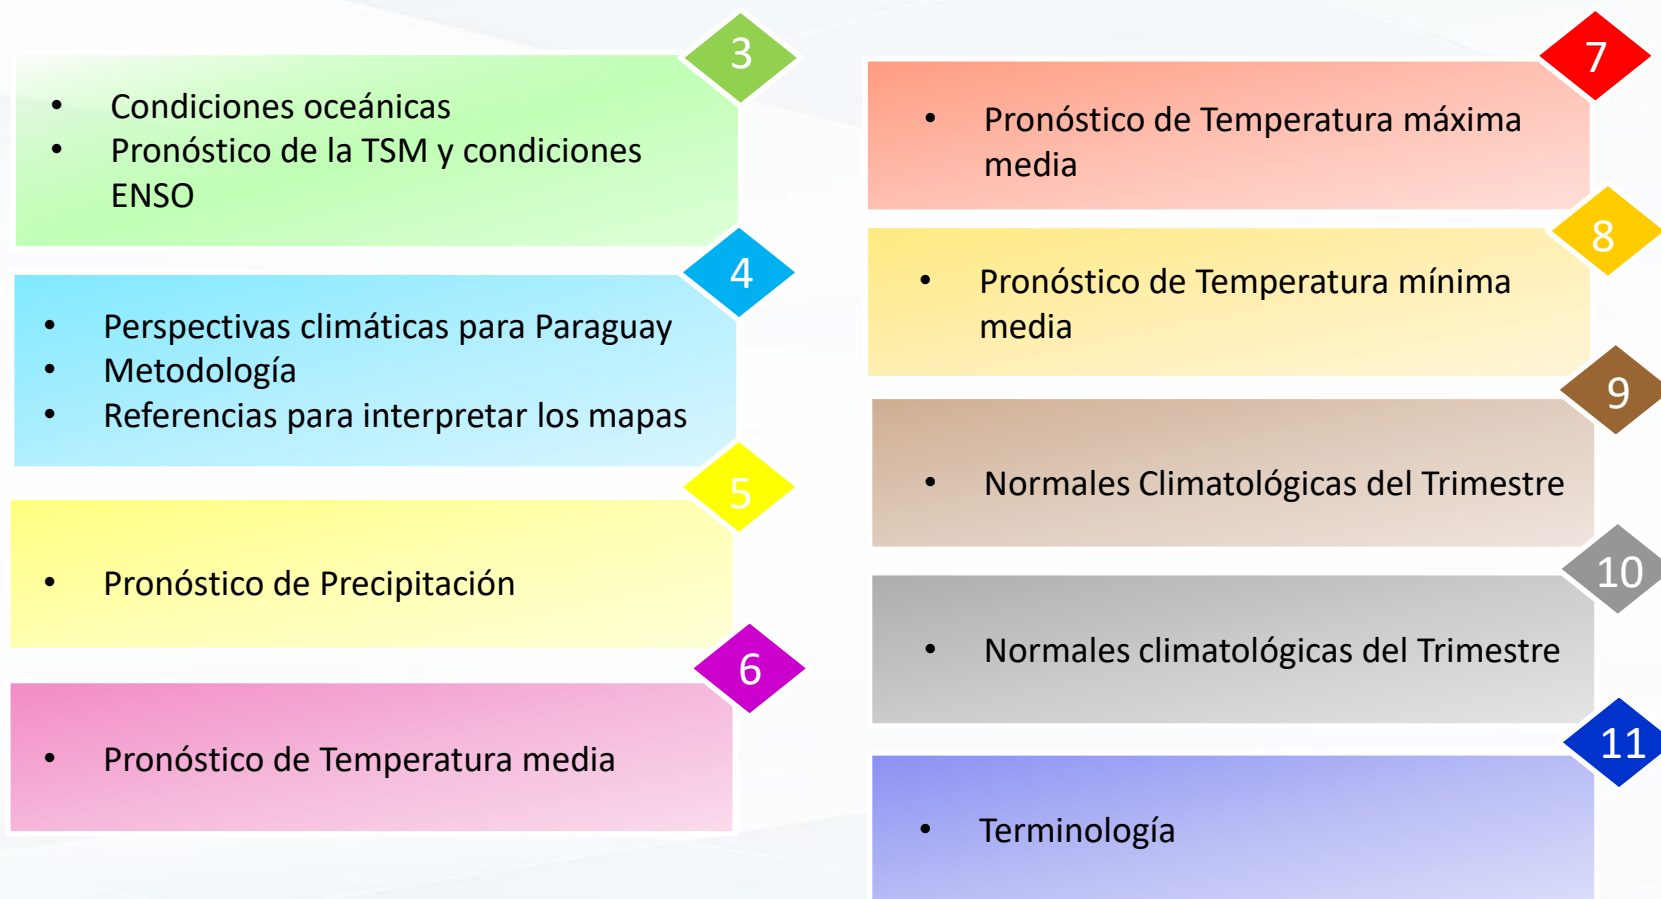 3
• Condiciones oceánicas
• Pronóstico de la TSM y condiciones
ENSO
4
• Perspectivas climáticas para Paraguay
• Metodología
• Referencias para interpretar los mapas
5
• Pronóstico de Precipitación
6
• Pronóstico de Temperatura media
7
• Pronóstico de Temperatura máxima
media
8
• Pronóstico de Temperatura mínima
media
9
• Normales Climatológicas del Trimestre
10
• Normales climatológicas del Trimestre
11
• Terminología